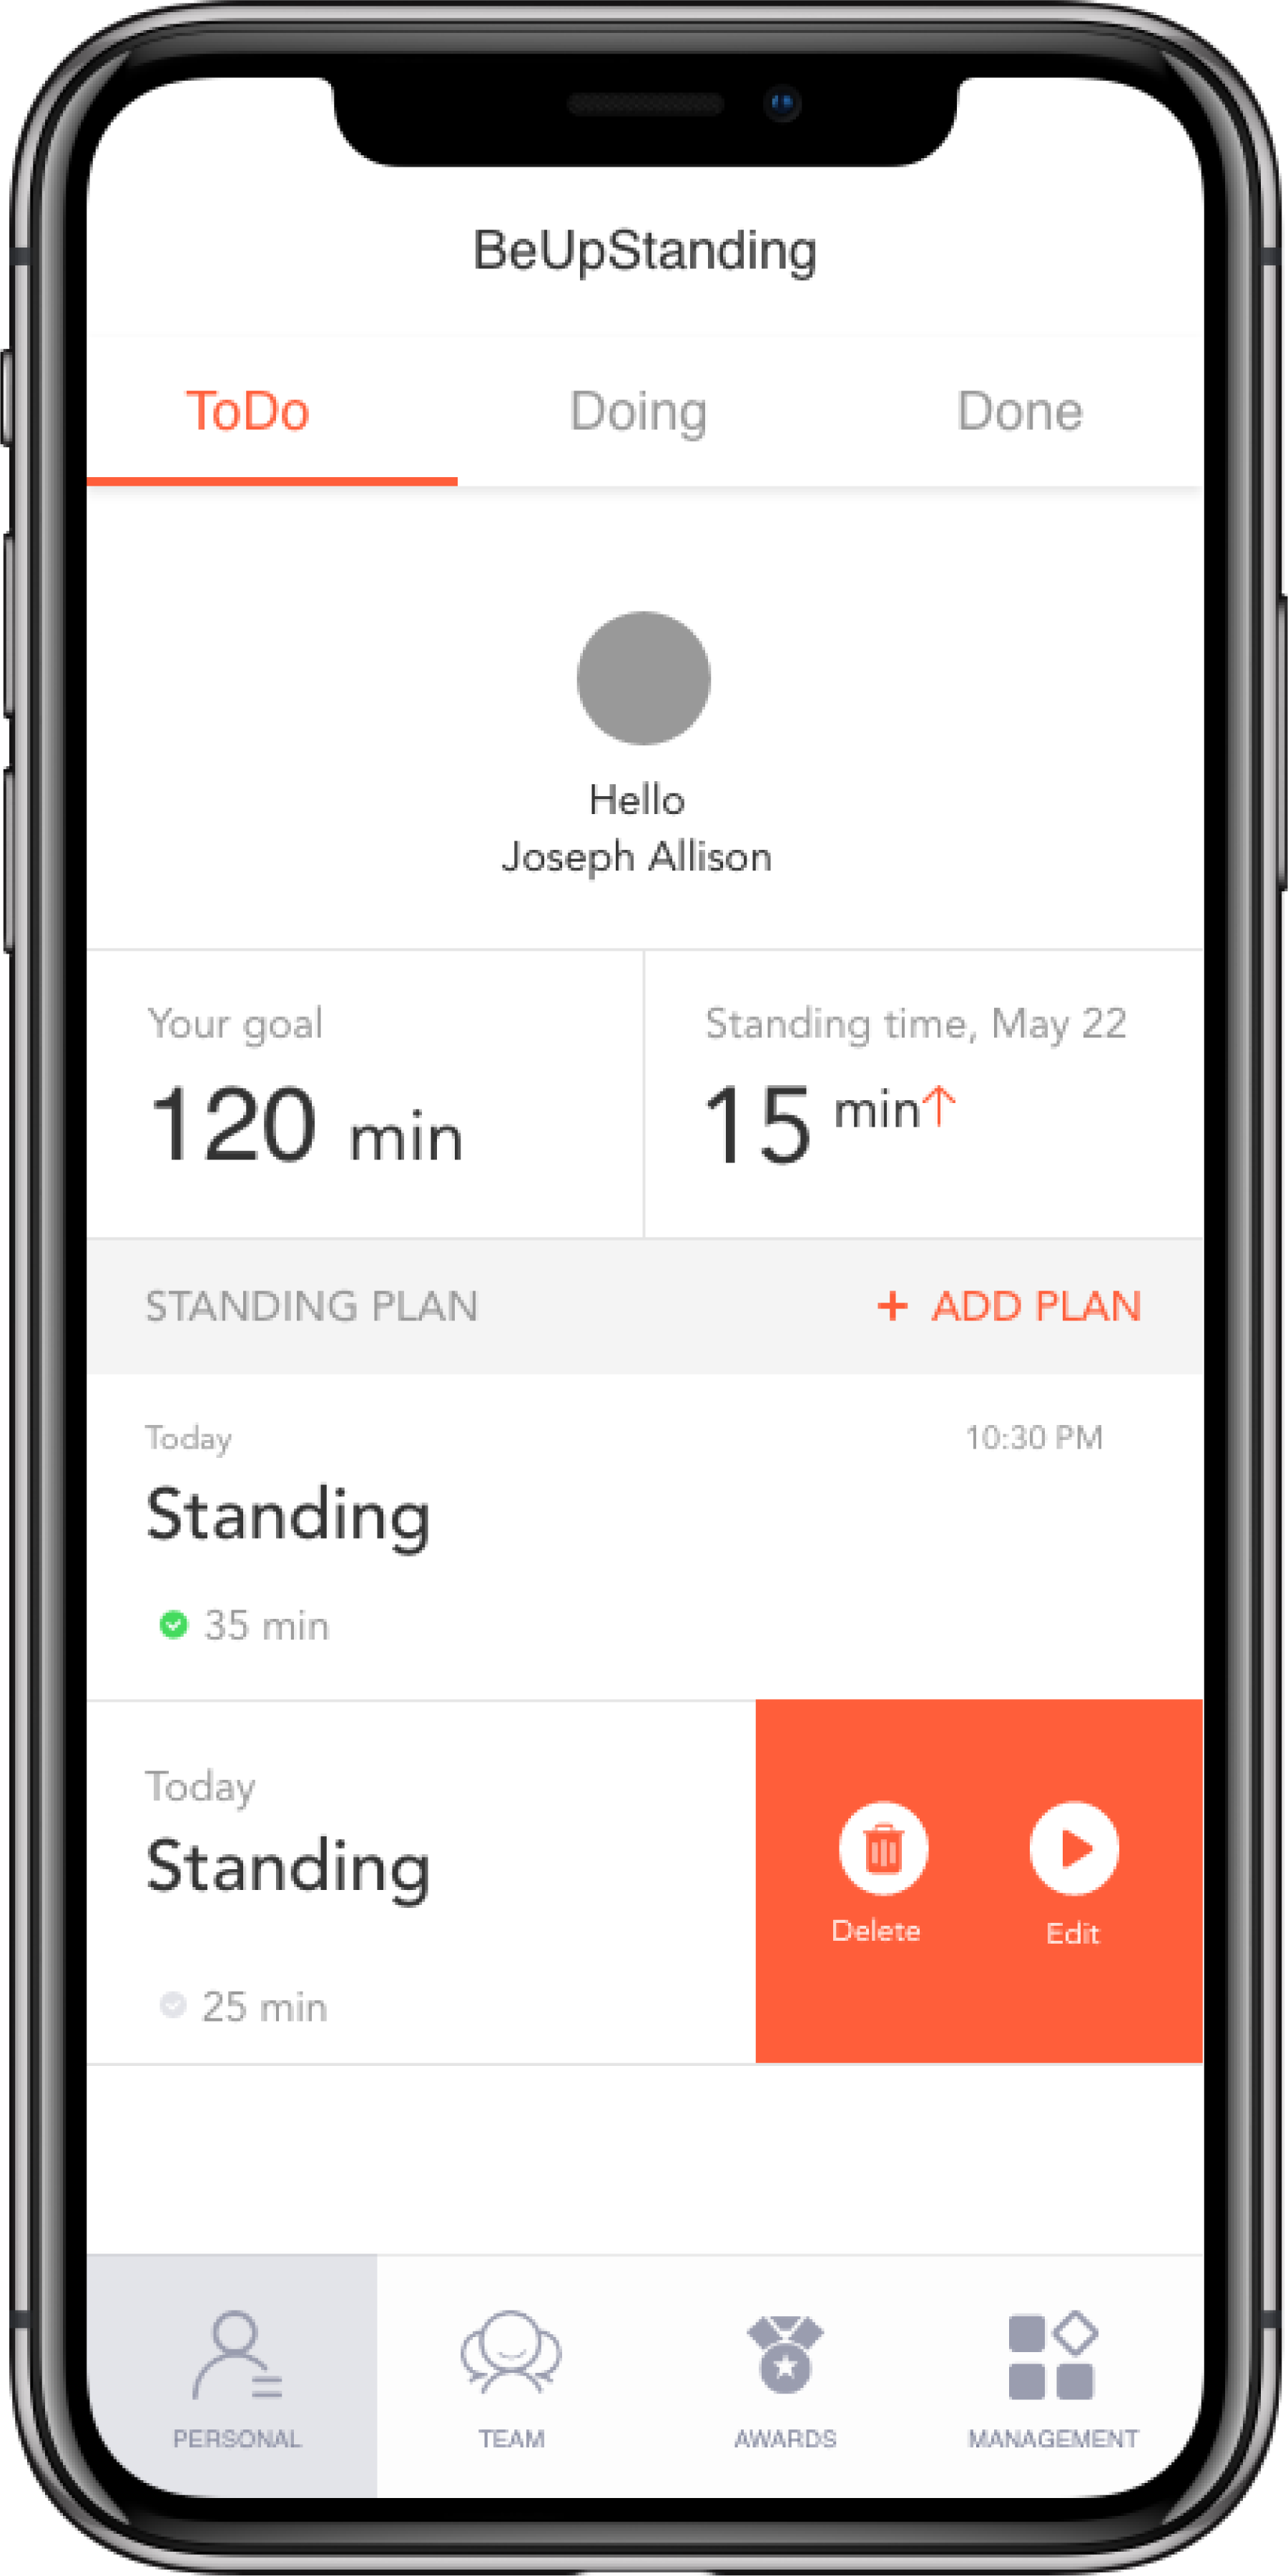 BeUpStanding
ToDo Doing Done
Hello
Joseph Allison
Your goal
120 min
Standing time, May 22
15 min↑
STANDING PLAN + ADD PLAN
Today 10:30 PM
Standing
35 min
Today
Standing
25 min
Delete Edit
PERSONAL TEAM AWARDS MANAGEMENT